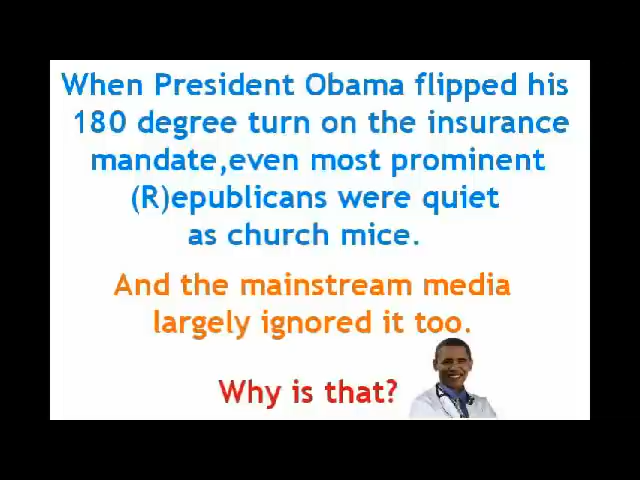 When President Obama flipped his
180 degree turn on the insurance
mandate,even most prominent
(R)epublicans were quiet
as church mice.
And the mainstream media
largely ignored it too.
Why is that?